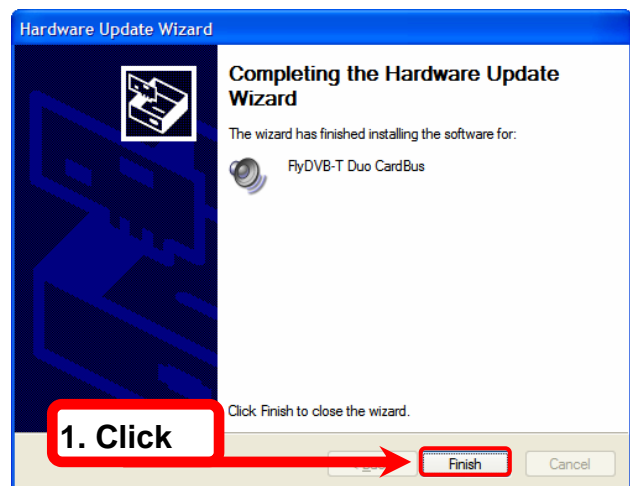 Hardware Update Wizard
Completing the Hardware Update
Wizard
The wizard has finished installing the software for:
FlyDVB-T Duo CardBus
Click Finish to close the wizard.
1. Click
Finish
Cancel